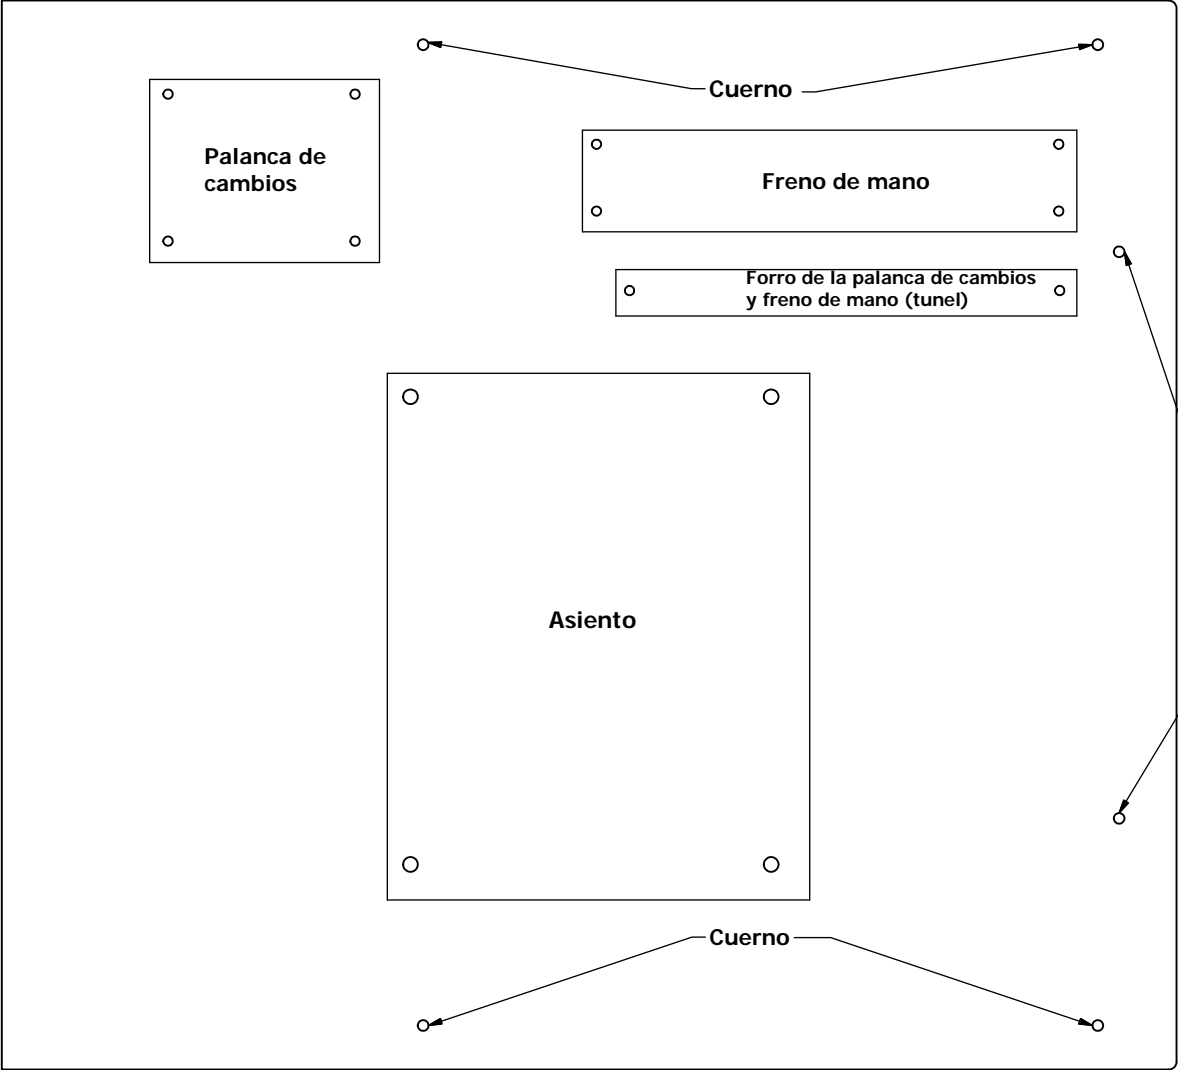 Cuerno
Palanca de
cambios
Freno de mano
Forro de la palanca de cambios
y freno de mano (tunel)
Asiento
Cuerno